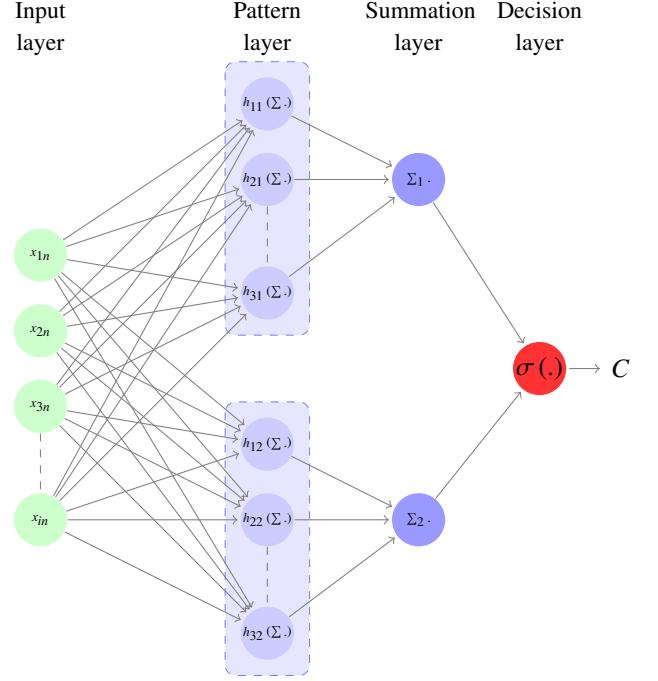 Input layer
Pattern layer
Summation layer
Decision layer
h11 (∑ .)
h21 (∑ .)
h31 (∑ .)
Σ1 .
x1n
x2n
x3n
xin
σ (.)
C
h12 (∑ .)
h22 (∑ .)
h32 (∑ .)
Σ2 .